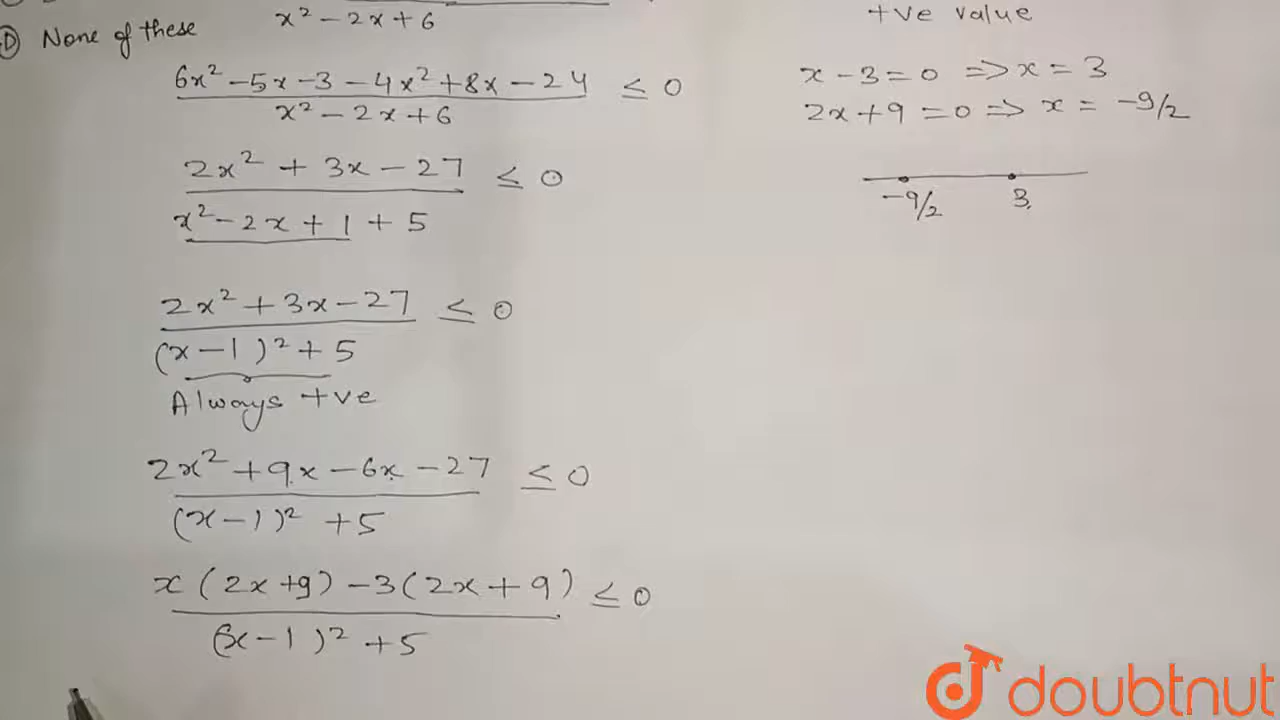 x² - 2x + 6
(D) None of these
6x² - 5x - 3 - 4x² + 8x - 24 ≤ 0
x² - 2x + 6
2x² + 3x - 27 ≤ 0
x² - 2x + 1 + 5
2x² + 3x - 27 ≤ 0
(x - 1)² + 5
Always +ve
2x² + 9x - 6x - 27 ≤ 0
(x - 1)² + 5
x(2x + 9) - 3(2x + 9) ≤ 0
(x - 1)² + 5
+ve value
x - 3 = 0 => x = 3
2x + 9 = 0 => x = -9/2
-9/2 3
doubtnut